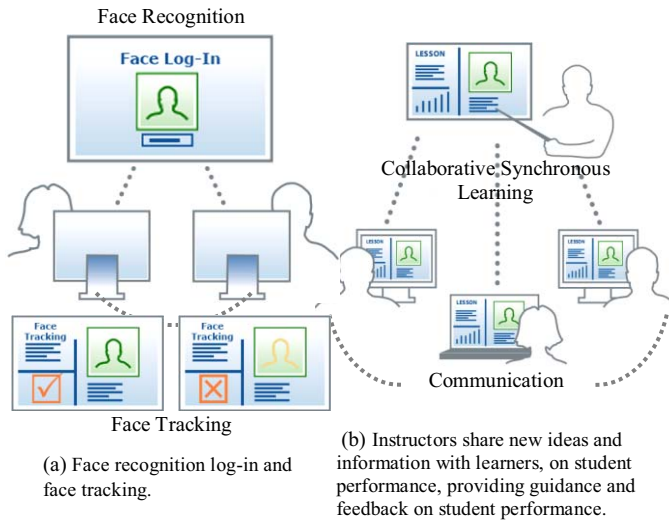 Face Recognition
Face Log-In
Face
Tracking
Face
Tracking
Face Tracking
(a) Face recognition log-in and
face tracking.
LESSON
Collaborative Synchronous
Learning
LESSON
LESSON
LESSON
Communication
(b) Instructors share new ideas and
information with learners, on student
performance, providing guidance and
feedback on student performance.